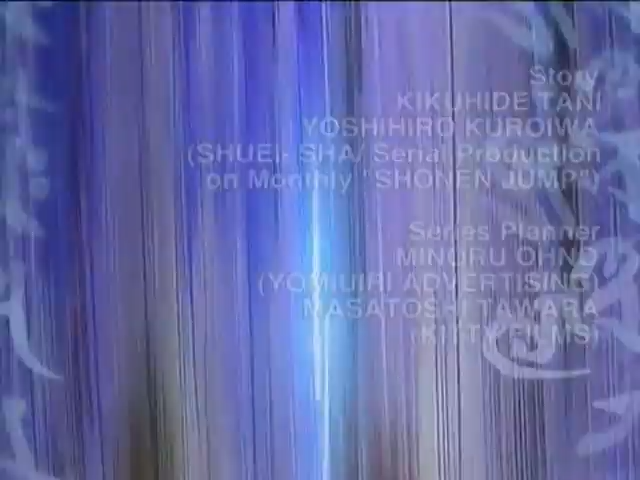 Story
KIKUHIDE TANI
YOSHIHIRO KUROIWA
(SHUEI- SHA/ Serial Production
on Monthly "SHONEN JUMP")
Series Planner
MINORU OHNO
(YOMIUIRI ADVERTISING)
MASATOSHI TAWARA
(KITTY FILMS)